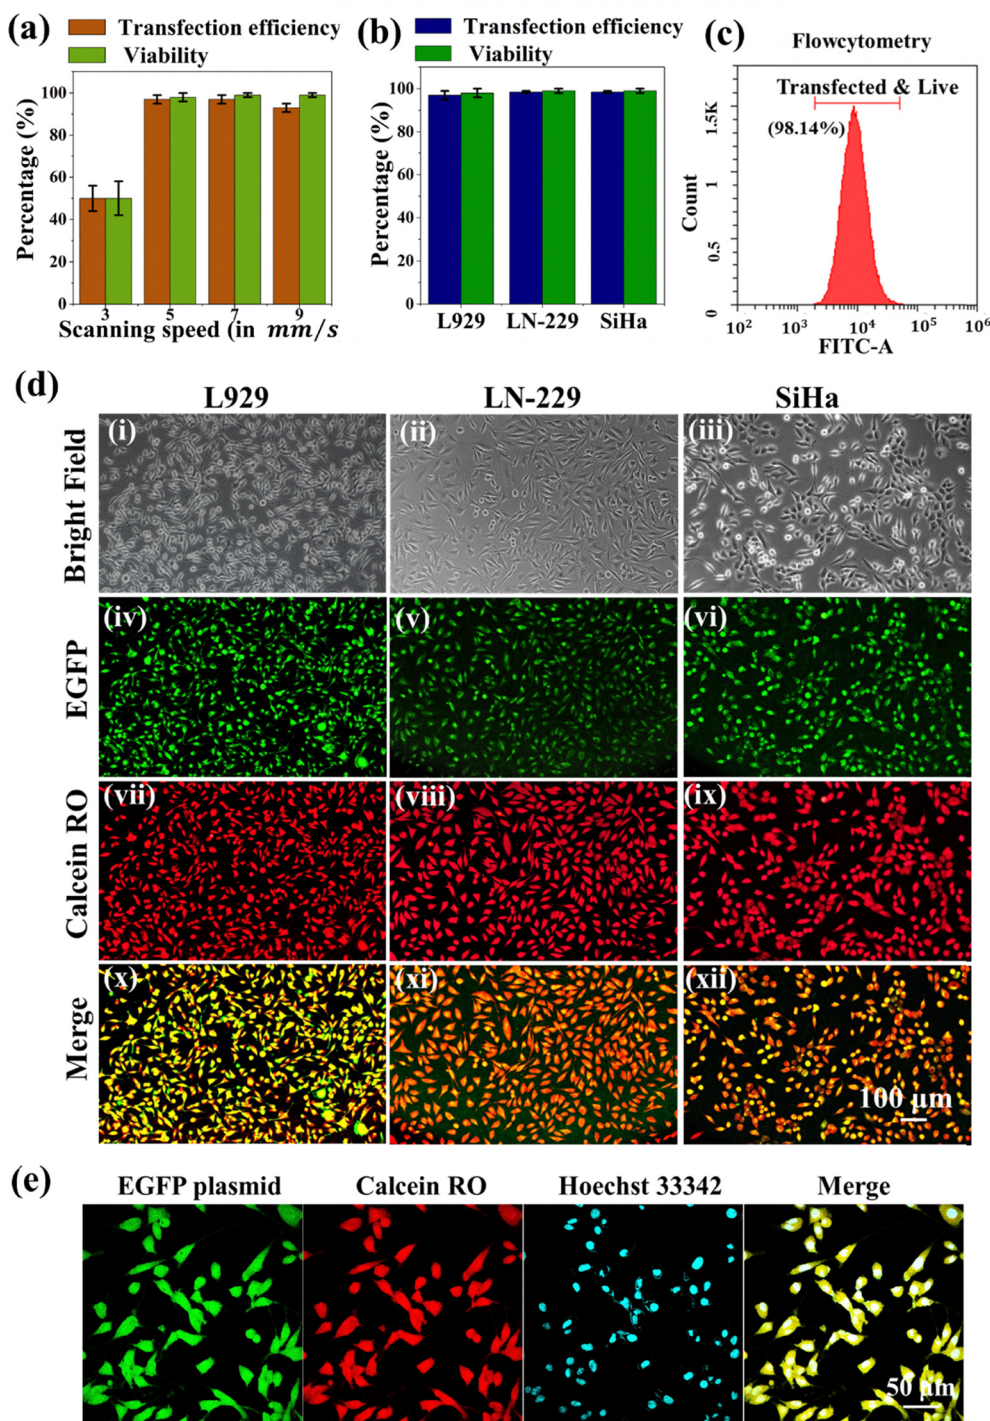 (a)
Transfection efficiency
Viability
Percentage (%)
100
80
60
40
20
0
3 5 7 9
Scanning speed (in mm/s
(b)
Transfection efficiency
Viability
Percentage (%)
100
80
60
40
20
0
L929 LN-229 SiHa
(c)
Flowcytometry
Transfected & Live
(98.14%)
Count
1.5K
1
0.5
0
10² 10³ 10⁴ 10⁵ 10⁶
FITC-A
(d)
L929 LN-229 SiHa
Bright Field
(i) (ii) (iii)
EGFP
(iv) (v) (vi)
Calcein RO
(vii) (viii) (ix)
Merge
(x) (xi) (xii)
100 µm
(e)
EGFP plasmid Calcein RO Hoechst 33342 Merge
50 µm